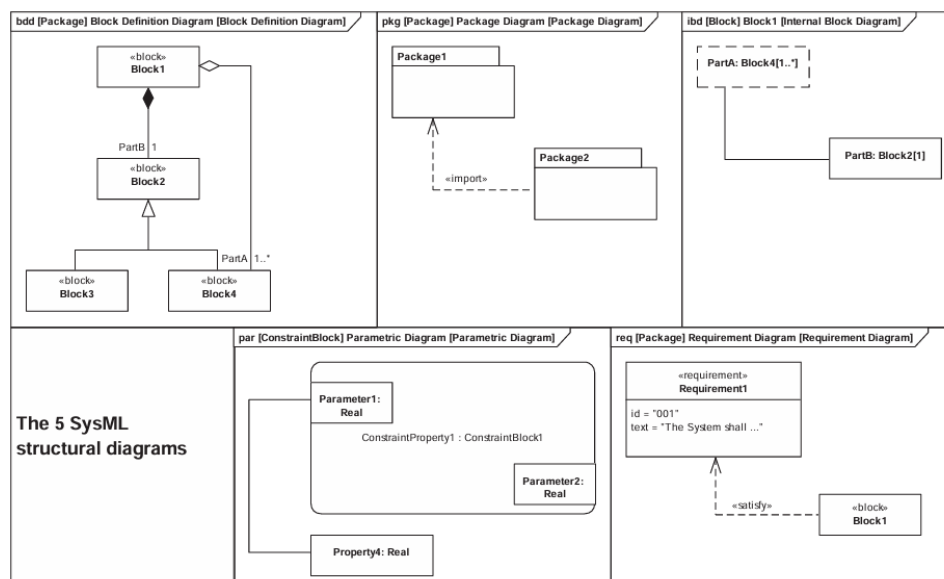 bdd [Package] Block Definition Diagram [Block Definition Diagram]
«block»
Block1
PartB 1
«block»
Block2
PartA 1..*
«block»
Block3
«block»
Block4
pkg [Package] Package Diagram [Package Diagram]
Package1
«import»
Package2
ibd [Block] Block1 [Internal Block Diagram]
PartA: Block4[1..*]
PartB: Block2[1]
The 5 SysML
structural diagrams
par [ConstraintBlock] Parametric Diagram [Parametric Diagram]
Parameter1:
Real
ConstraintProperty1 : ConstraintBlock1
Parameter2:
Real
Property4: Real
req [Package] Requirement Diagram [Requirement Diagram]
«requirement»
Requirement1
id = "001"
text = "The System shall ..."
«satisfy»
«block»
Block1